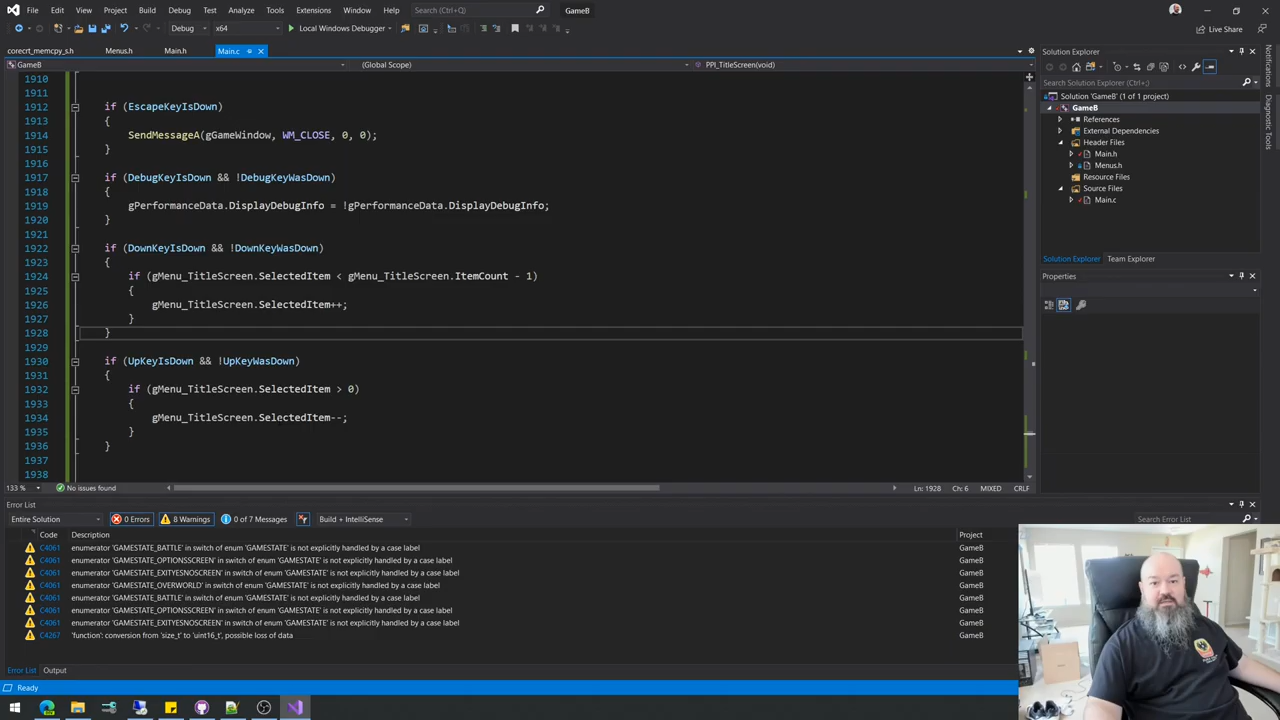 File Edit View Project Build Debug Test Analyze Tools Extensions Window Help Search (Ctrl+Q) GameB
Debug x64 Local Windows Debugger Live Share
corecrt_memcpy_s.h Menus.h Main.h Main.c
GameB (Global Scope) PPI_TitleScreen(void)
1910
1911
1912 if (EscapeKeyIsDown)
1913 {
1914 SendMessageA(gGameWindow, WM_CLOSE, 0, 0);
1915 }
1916
1917 if (DebugKeyIsDown && !DebugKeyWasDown)
1918 {
1919 gPerformanceData.DisplayDebugInfo = !gPerformanceData.DisplayDebugInfo;
1920 }
1921
1922 if (DownKeyIsDown && !DownKeyWasDown)
1923 {
1924 if (gMenu_TitleScreen.SelectedItem < gMenu_TitleScreen.ItemCount - 1)
1925 {
1926 gMenu_TitleScreen.SelectedItem++;
1927 }
1928 }
1929
1930 if (UpKeyIsDown && !UpKeyWasDown)
1931 {
1932 if (gMenu_TitleScreen.SelectedItem > 0)
1933 {
1934 gMenu_TitleScreen.SelectedItem--;
1935 }
1936 }
1937
1938
133 % No issues found Ln: 1928 Ch: 6 MIXED CRLF
Solution Explorer
Search Solution Explorer (Ctrl+;)
Solution 'GameB' (1 of 1 project)
GameB
References
External Dependencies
Header Files
Main.h
Menus.h
Resource Files
Source Files
Main.c
Solution Explorer Team Explorer
Properties
Notifications
Diagnostic Tools
Error List
Entire Solution 0 Errors 8 Warnings 0 of 7 Messages Build + IntelliSense Search Error List
Code Description Project
C4061 enumerator 'GAMESTATE_BATTLE' in switch of enum 'GAMESTATE' is not explicitly handled by a case label GameB
C4061 enumerator 'GAMESTATE_OPTIONSSCREEN' in switch of enum 'GAMESTATE' is not explicitly handled by a case label GameB
C4061 enumerator 'GAMESTATE_EXITYESNOSCREEN' in switch of enum 'GAMESTATE' is not explicitly handled by a case label GameB
C4061 enumerator 'GAMESTATE_OVERWORLD' in switch of enum 'GAMESTATE' is not explicitly handled by a case label GameB
C4061 enumerator 'GAMESTATE_BATTLE' in switch of enum 'GAMESTATE' is not explicitly handled by a case label GameB
C4061 enumerator 'GAMESTATE_OPTIONSSCREEN' in switch of enum 'GAMESTATE' is not explicitly handled by a case label GameB
C4061 enumerator 'GAMESTATE_EXITYESNOSCREEN' in switch of enum 'GAMESTATE' is not explicitly handled by a case label GameB
C4267 'function': conversion from 'size_t' to 'uint16_t', possible loss of data GameB
Error List Output
Ready